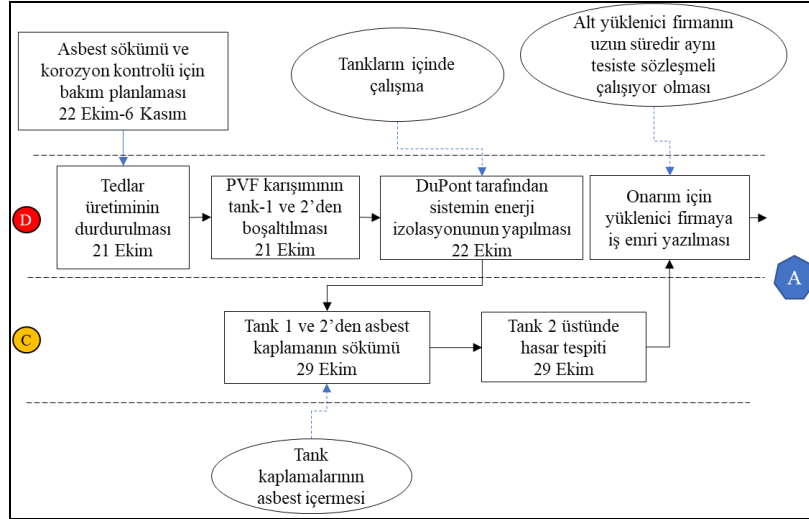 Asbest sökümü ve
korozyon kontrolü için
bakım planlaması
22 Ekim-6 Kasım
Tankların içinde
çalışma
Alt yüklenici firmanın
uzun süredir aynı
tesiste sözleşmeli
çalışıyor olması
D
Tedlar
üretiminin
durdurulması
21 Ekim
PVF karışımının
tank-1 ve 2’den
boşaltılması
21 Ekim
DuPont tarafından
sistemin enerji
izolasyonunun yapılması
22 Ekim
Onarım için
yüklenici firmaya
iş emri yazılması
A
C
Tank 1 ve 2’den asbest
kaplamanın sökümü
29 Ekim
Tank 2 üstünde
hasar tespiti
29 Ekim
Tank
kaplamalarının
asbest içermesi